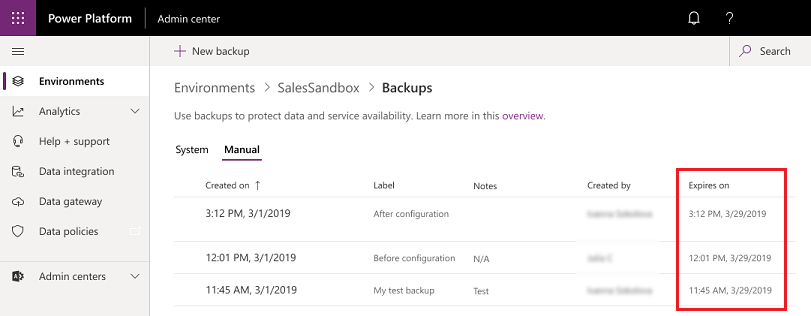 Power Platform Admin center
?
New backup Search
Environments
Analytics
Help + support
Data integration
Data gateway
Data policies
Admin centers
Environments > SalesSandbox > Backups
Use backups to protect data and service availability. Learn more in this overview.
System Manual
Created on ↑ Label Notes Created by Expires on
3:12 PM, 3/1/2019 After configuration 3:12 PM, 3/29/2019
12:01 PM, 3/1/2019 Before configuration N/A 12:01 PM, 3/29/2019
11:45 AM, 3/1/2019 My test backup Test 11:45 AM, 3/29/2019